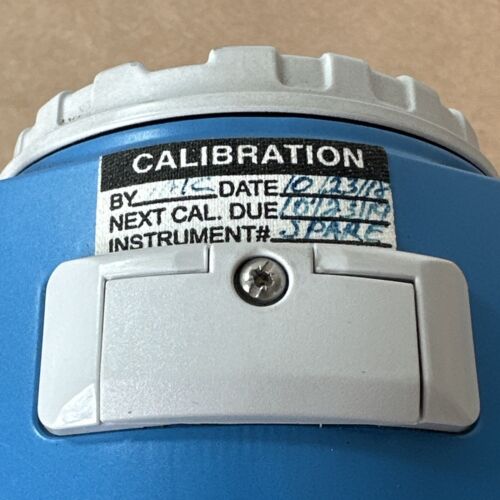 CALIBRATION
BY DATE 10/23/18
NEXT CAL. DUE 10/23/19
INSTRUMENT# SPARE